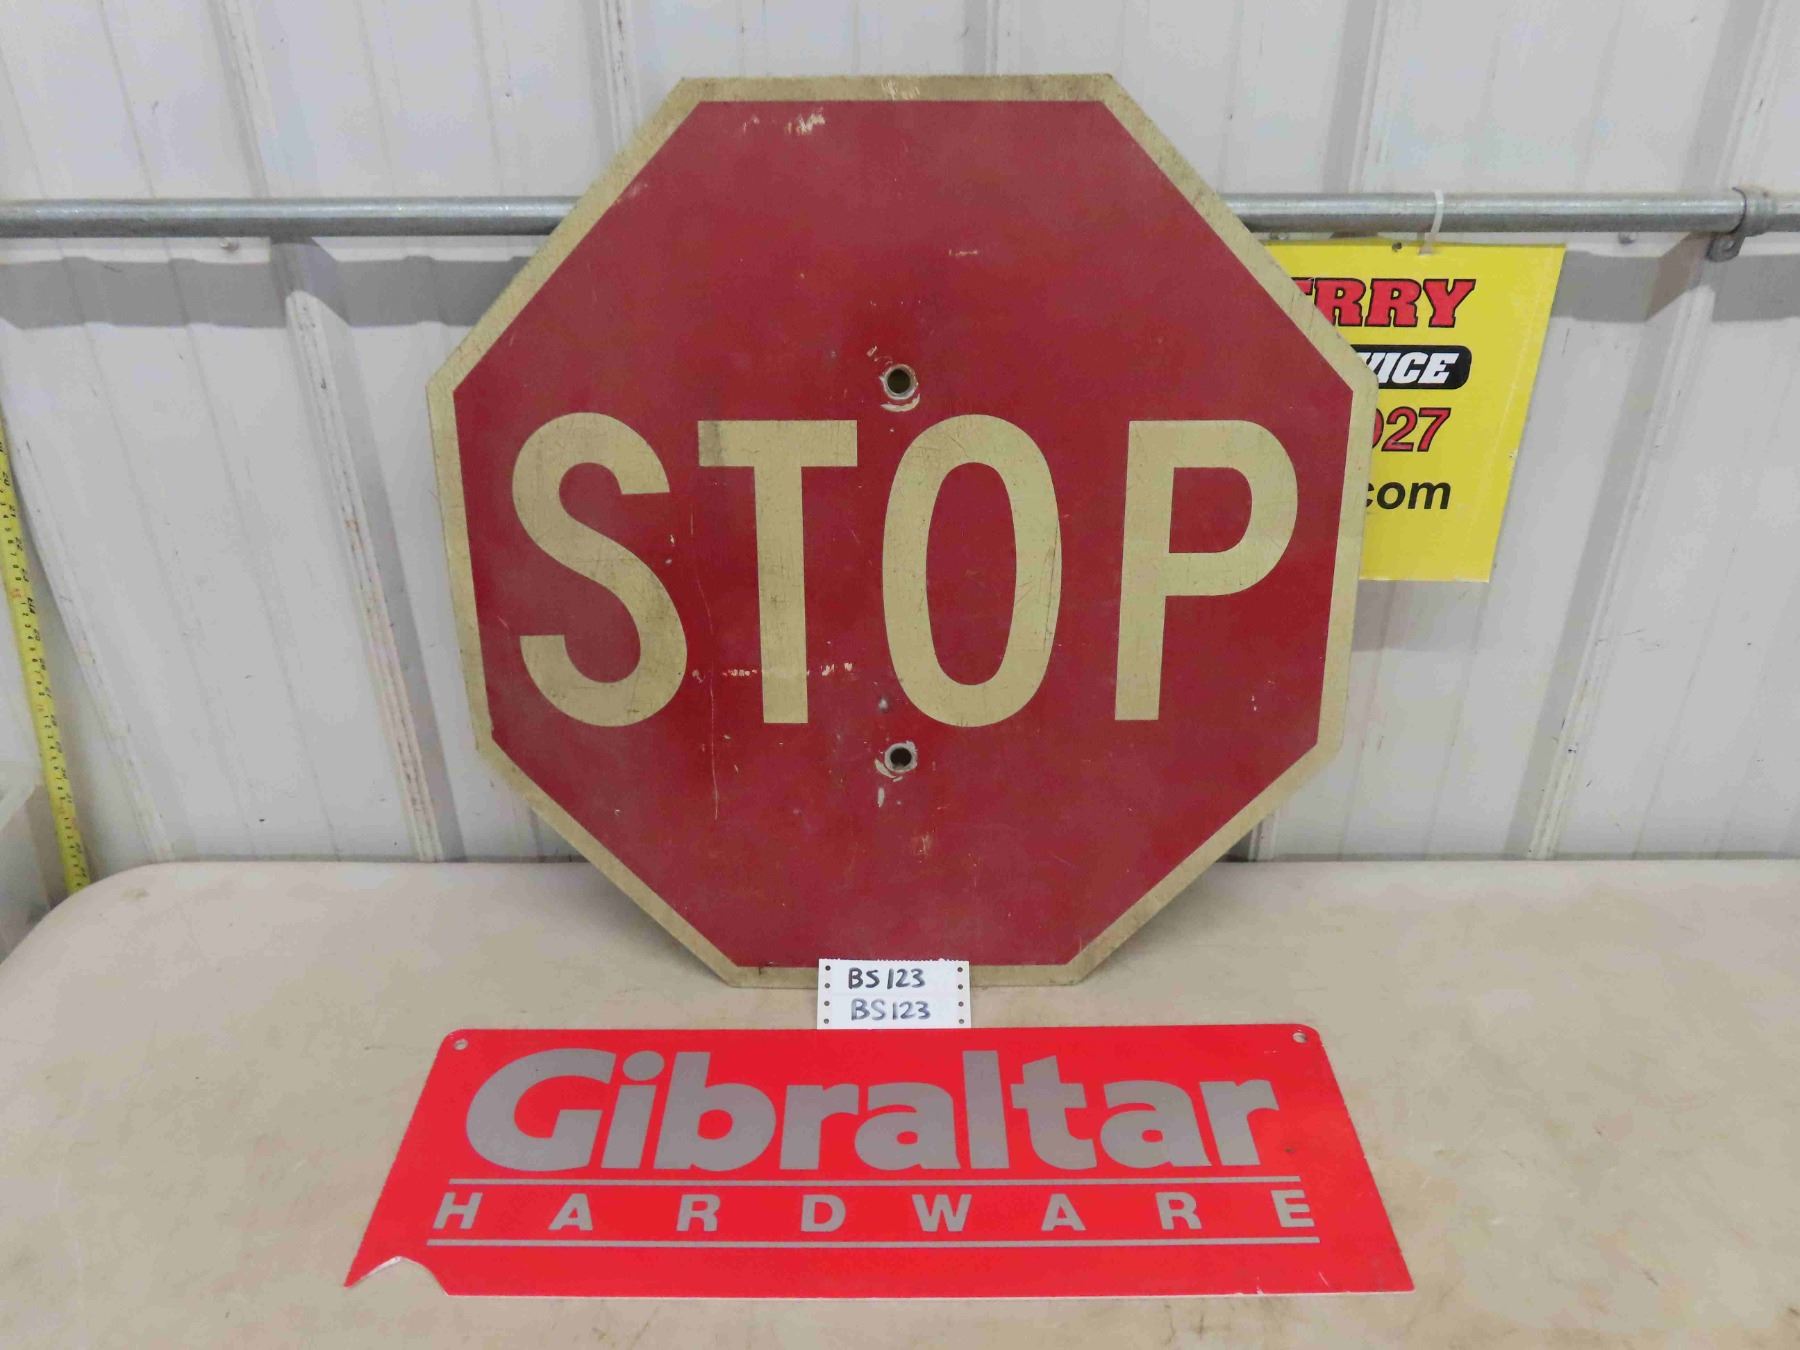 STOP
RRY
VICE
027
.com
BS123
BS123
Gibraltar
HARDWARE